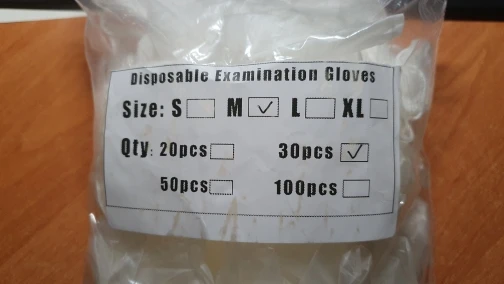 Disposable Examination Gloves
Size: S M ✓ L XL
Qty: 20pcs 30pcs ✓
50pcs 100pcs